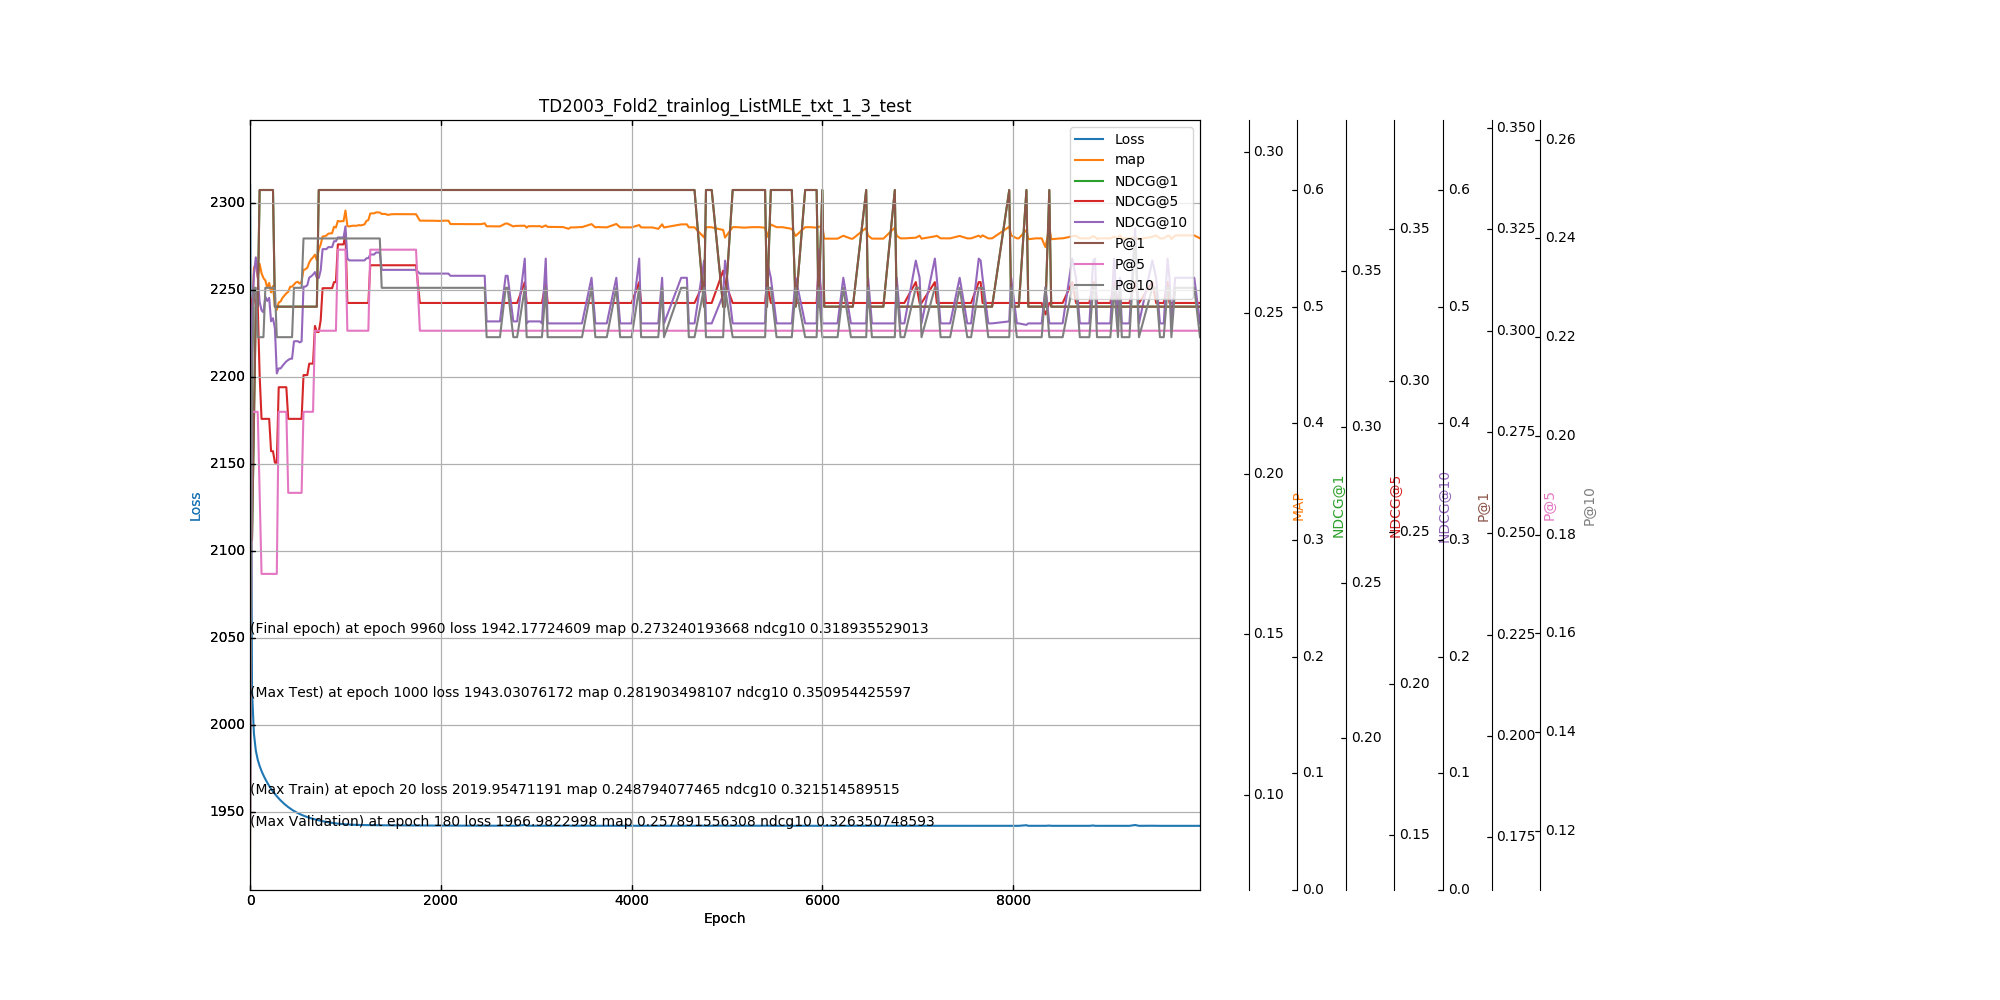 TD2003_Fold2_trainlog_ListMLE_txt_1_3_test
Loss
map
NDCG@1
NDCG@5
NDCG@10
P@1
P@5
P@10
2300
2250
2200
2150
2100
2050
2000
1950
Loss
(Final epoch) at epoch 9960 loss 1942.17724609 map 0.273240193668 ndcg10 0.318935529013
(Max Test) at epoch 1000 loss 1943.03076172 map 0.281903498107 ndcg10 0.350954425597
(Max Train) at epoch 20 loss 2019.95471191 map 0.248794077465 ndcg10 0.321514589515
(Max Validation) at epoch 180 loss 1966.9822998 map 0.257891556308 ndcg10 0.326350748593
0 2000 4000 6000 8000
Epoch
0.30
0.25
0.20
0.15
0.10
MAP
0.6
0.5
0.4
0.3
0.2
0.1
0.0
NDCG@1
0.35
0.30
0.25
0.20
NDCG@5
0.35
0.30
0.25
0.20
0.15
NDCG@10
0.6
0.5
0.4
0.3
0.2
0.1
0.0
P@1
0.350
0.325
0.300
0.275
0.250
0.225
0.200
0.175
P@5
0.26
0.24
0.22
0.20
0.18
0.16
0.14
0.12
P@10